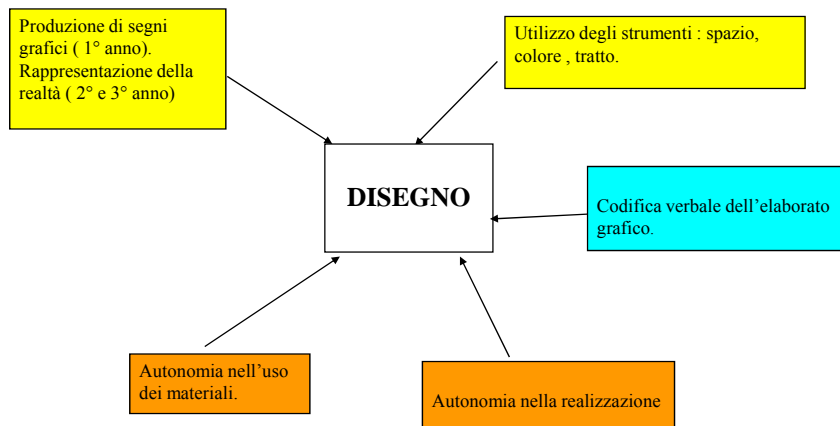 Produzione di segni
grafici ( 1° anno).
Rappresentazione della
realtà ( 2° e 3° anno)
Utilizzo degli strumenti : spazio,
colore , tratto.
DISEGNO
Codifica verbale dell’elaborato
grafico.
Autonomia nell’uso
dei materiali.
Autonomia nella realizzazione